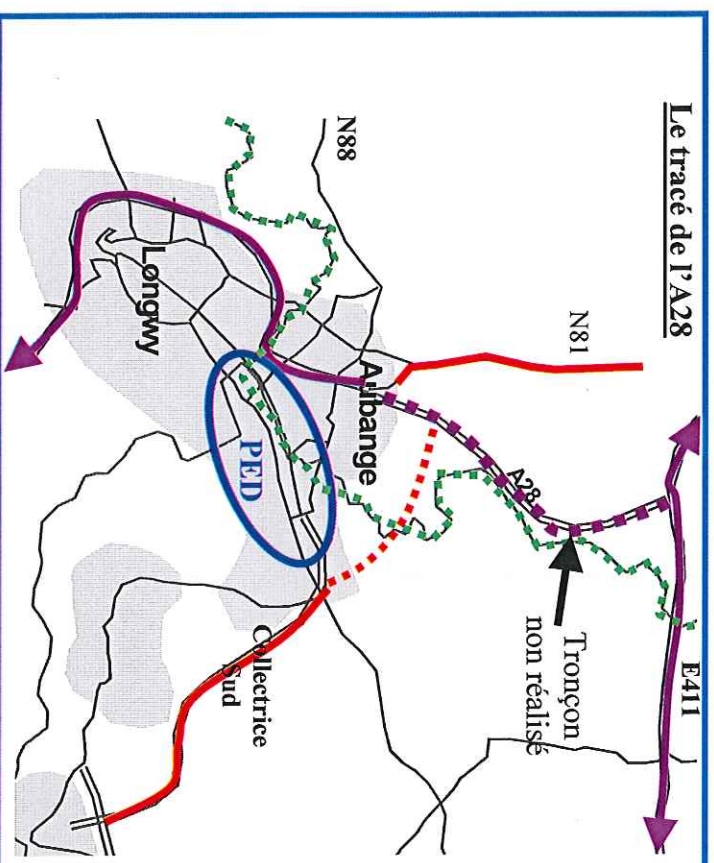 Le tracé de l'A28
N88
N81
E411
A28
Tronçon
non réalisé
Aubange
Longwy
PED
Collectrice
Sud